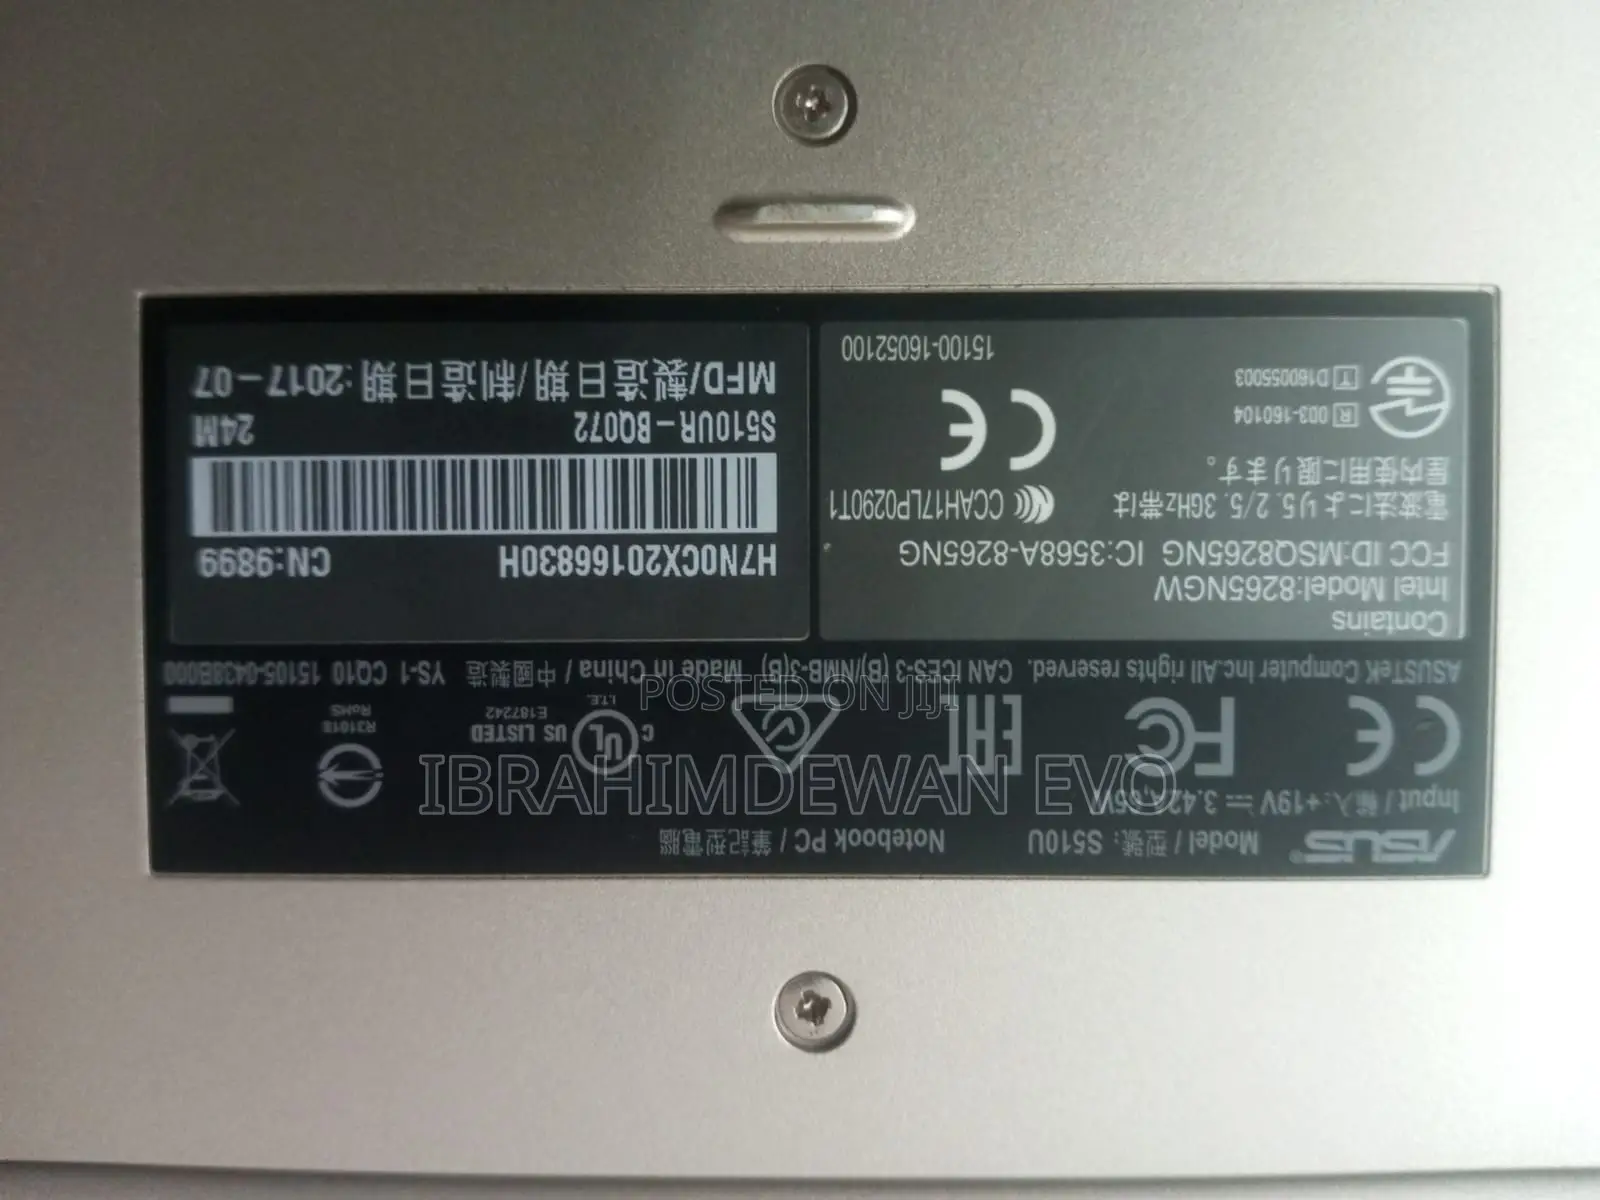 ASUS® Model / 型號 : S510U Notebook PC / 筆記型電腦
Input / 輸入: +19V ⎓ 3.42A, 65W
CE FC EAC C UL US LISTED
I.T.E. E187242
R31018
RoHS
ASUSTeK Computer Inc.All rights reserved. CAN ICES-3 (B)/NMB-3(B) Made in China / 中國製造 YS-1 CQ10 15105-0438B000
Contains
Intel Model:8265NGW
FCC ID:MSQ8265NG IC:3568A-8265NG
電波法により5.2/5.3GHz帯は
屋内使用に限ります。
CCAH17LP0290T1
R 003-160104
T D160055003
CE
15100-16052100
H7N0CX20166830H CN:9899
S510UR-BQ072 24M
MFD/製造日期/制造日期:2017-07
POSTED ON JIJI
IBRAHIMDEWAN EVO